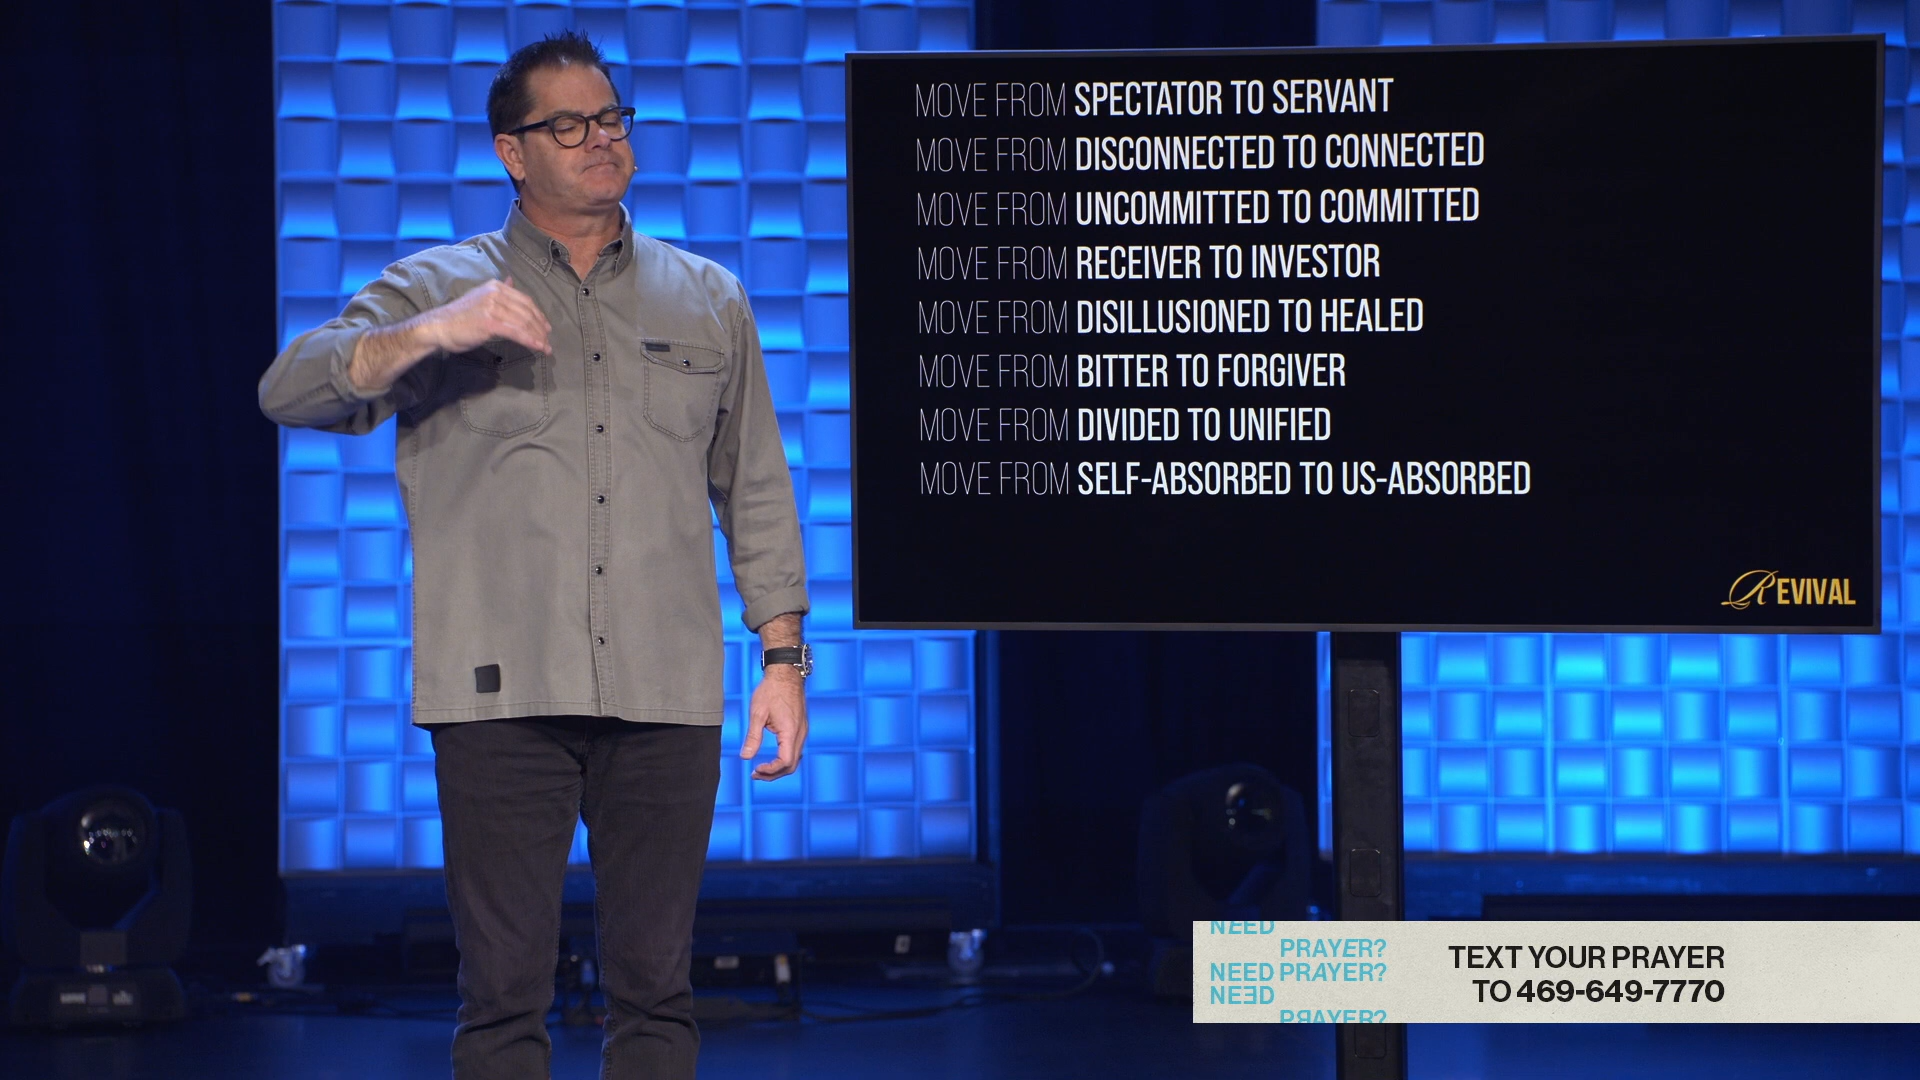 MOVE FROM SPECTATOR TO SERVANT
MOVE FROM DISCONNECTED TO CONNECTED
MOVE FROM UNCOMMITTED TO COMMITTED
MOVE FROM RECEIVER TO INVESTOR
MOVE FROM DISILLUSIONED TO HEALED
MOVE FROM BITTER TO FORGIVER
MOVE FROM DIVIDED TO UNIFIED
MOVE FROM SELF-ABSORBED TO US-ABSORBED
REVIVAL
NEED
PRAYER?
NEED PRAYER?
NEED
PRAYER?
TEXT YOUR PRAYER
TO 469-649-7770